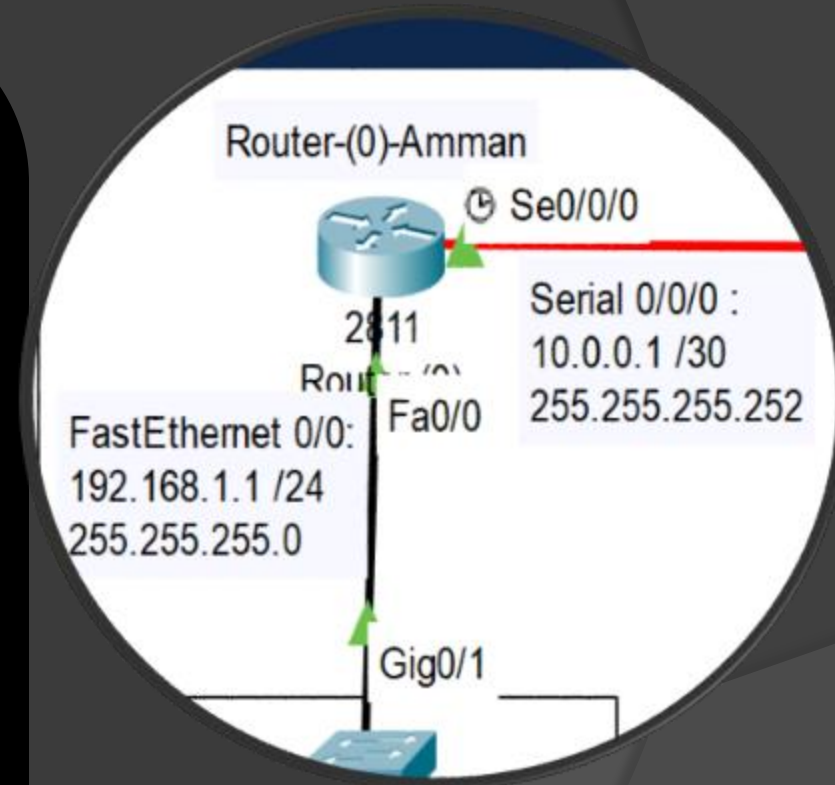 Router-(0)-Amman
Se0/0/0
2811
Serial 0/0/0 :
10.0.0.1 /30
255.255.255.252
Fa0/0
FastEthernet 0/0:
192.168.1.1 /24
255.255.255.0
Gig0/1